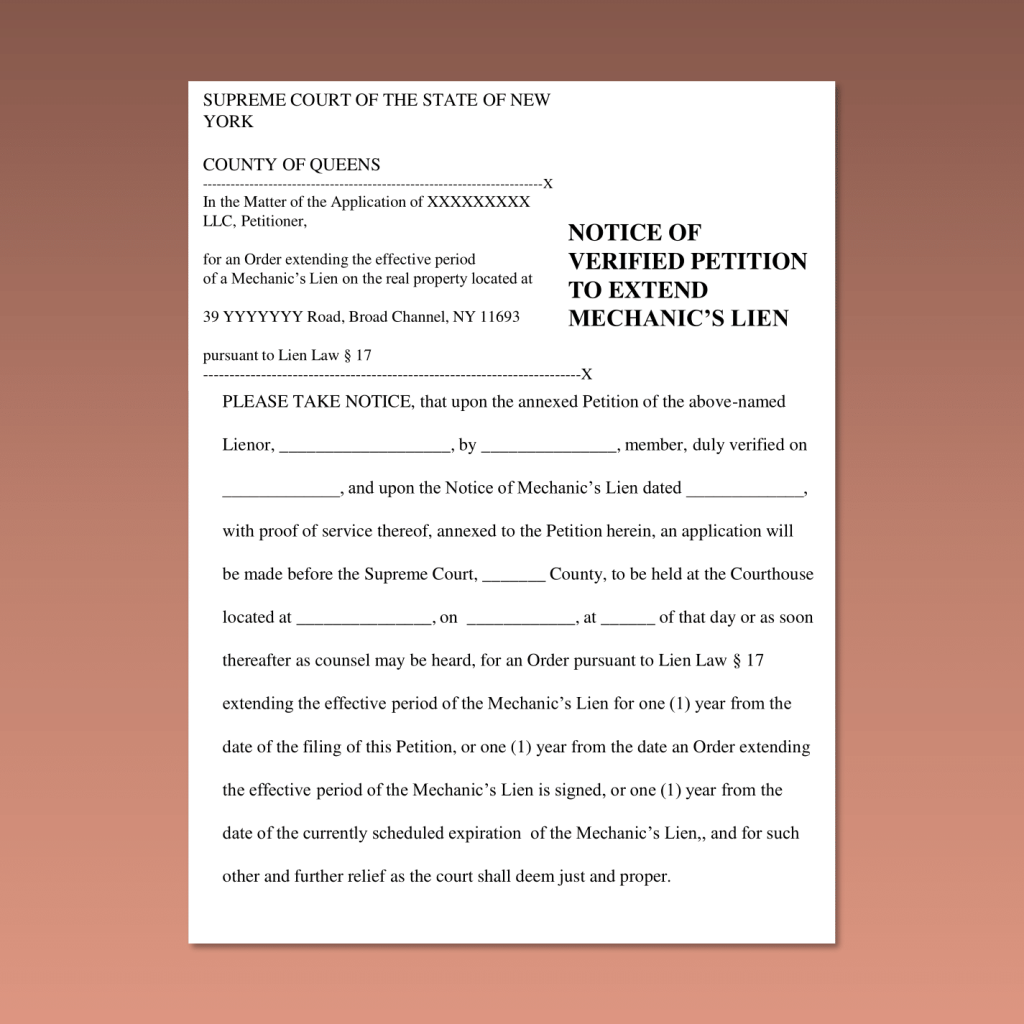 SUPREME COURT OF THE STATE OF NEW
YORK
COUNTY OF QUEENS
-------------------------------------------------------------------------X
In the Matter of the Application of XXXXXXXXX
LLC, Petitioner,
for an Order extending the effective period
of a Mechanic’s Lien on the real property located at
39 YYYYYYY Road, Broad Channel, NY 11693
pursuant to Lien Law § 17
-------------------------------------------------------------------------X
NOTICE OF
VERIFIED PETITION
TO EXTEND
MECHANIC’S LIEN
PLEASE TAKE NOTICE, that upon the annexed Petition of the above-named
Lienor, ___________________, by _______________, member, duly verified on
_____________, and upon the Notice of Mechanic’s Lien dated _____________,
with proof of service thereof, annexed to the Petition herein, an application will
be made before the Supreme Court, _______ County, to be held at the Courthouse
located at _______________, on ____________, at ______ of that day or as soon
thereafter as counsel may be heard, for an Order pursuant to Lien Law § 17
extending the effective period of the Mechanic’s Lien for one (1) year from the
date of the filing of this Petition, or one (1) year from the date an Order extending
the effective period of the Mechanic’s Lien is signed, or one (1) year from the
date of the currently scheduled expiration of the Mechanic’s Lien,, and for such
other and further relief as the court shall deem just and proper.